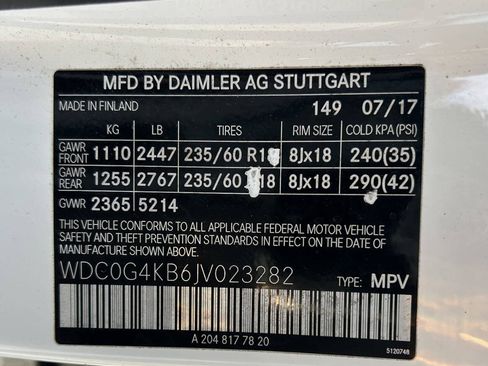 MFD BY DAIMLER AG STUTTGART
MADE IN FINLAND 149 07/17
KG LB TIRES RIM SIZE COLD KPA (PSI)
GAWR FRONT 1110 2447 235/60 R18 8Jx18 240(35)
GAWR REAR 1255 2767 235/60 18 8Jx18 290(42)
GVWR 2365 5214
THIS VEHICLE CONFORMS TO ALL APPLICABLE FEDERAL MOTOR VEHICLE
SAFETY AND THEFT PREVENTION STANDARDS IN EFFECT ON THE DATE
OF MANUFACTURE SHOWN ABOVE.
WDC0G4KB6JV023282 TYPE: MPV
A 204 817 78 20
5120748